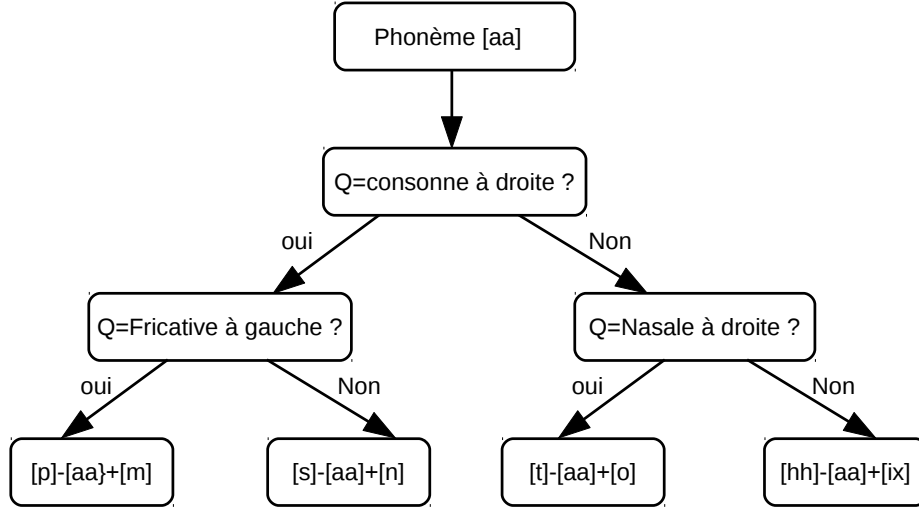 Phonème [aa]
Q=consonne à droite ?
oui
Non
Q=Fricative à gauche ?
Q=Nasale à droite ?
oui
Non
oui
Non
[p]-[aa}+[m]
[s]-[aa]+[n]
[t]-[aa]+[o]
[hh]-[aa]+[ix]